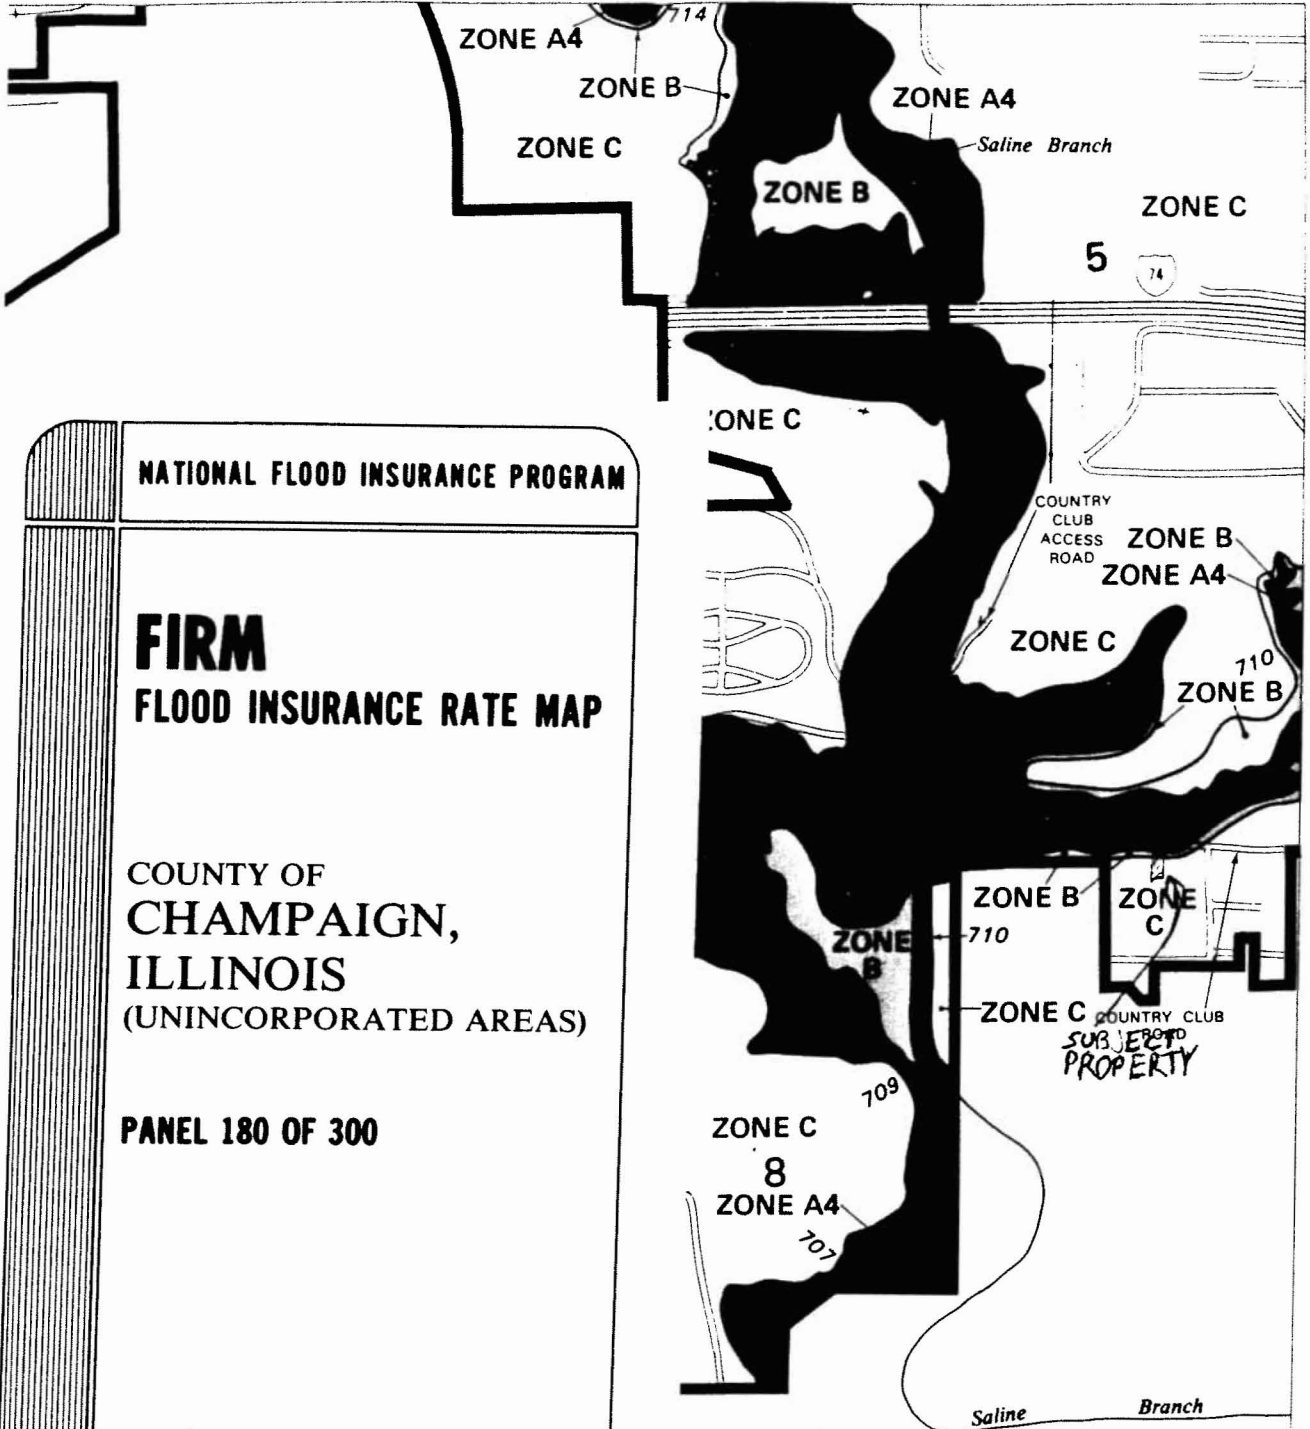 714
ZONE A4
ZONE B
ZONE A4
ZONE C
Saline Branch
ZONE B
ZONE C
5
74
ZONE C
NATIONAL FLOOD INSURANCE PROGRAM
COUNTRY
CLUB
ACCESS
ROAD
ZONE B
ZONE A4
FIRM
FLOOD INSURANCE RATE MAP
ZONE C
710
ZONE B
COUNTY OF
CHAMPAIGN,
ILLINOIS
(UNINCORPORATED AREAS)
ZONE B
ZONE
C
ZONE
B
710
ZONE C
COUNTRY CLUB
ROAD
SUBJECT
PROPERTY
PANEL 180 OF 300
709
ZONE C
8
ZONE A4
707
Saline Branch